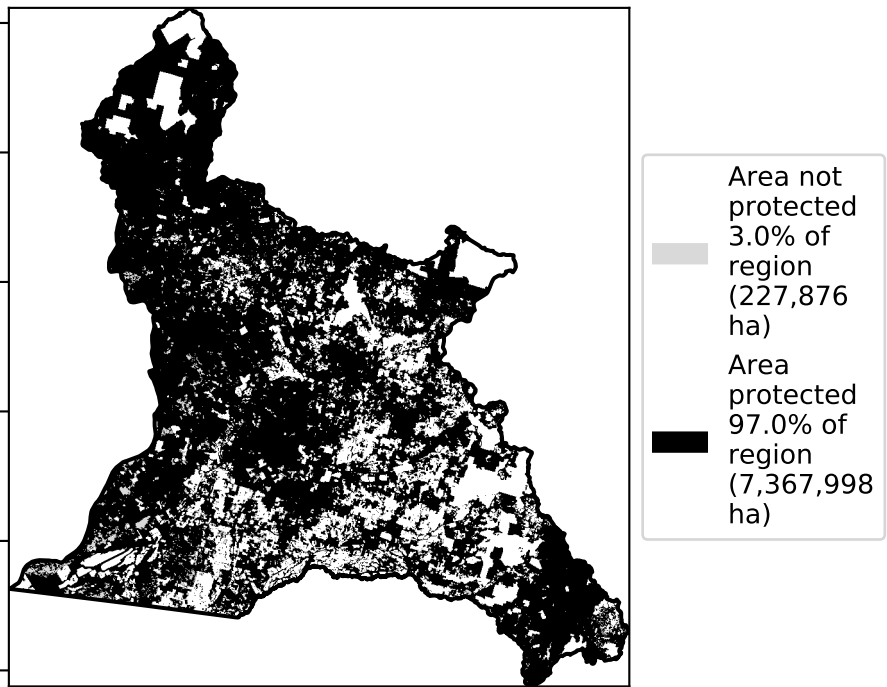 Area not
protected
3.0% of
region
(227,876
ha)
Area
protected
97.0% of
region
(7,367,998
ha)